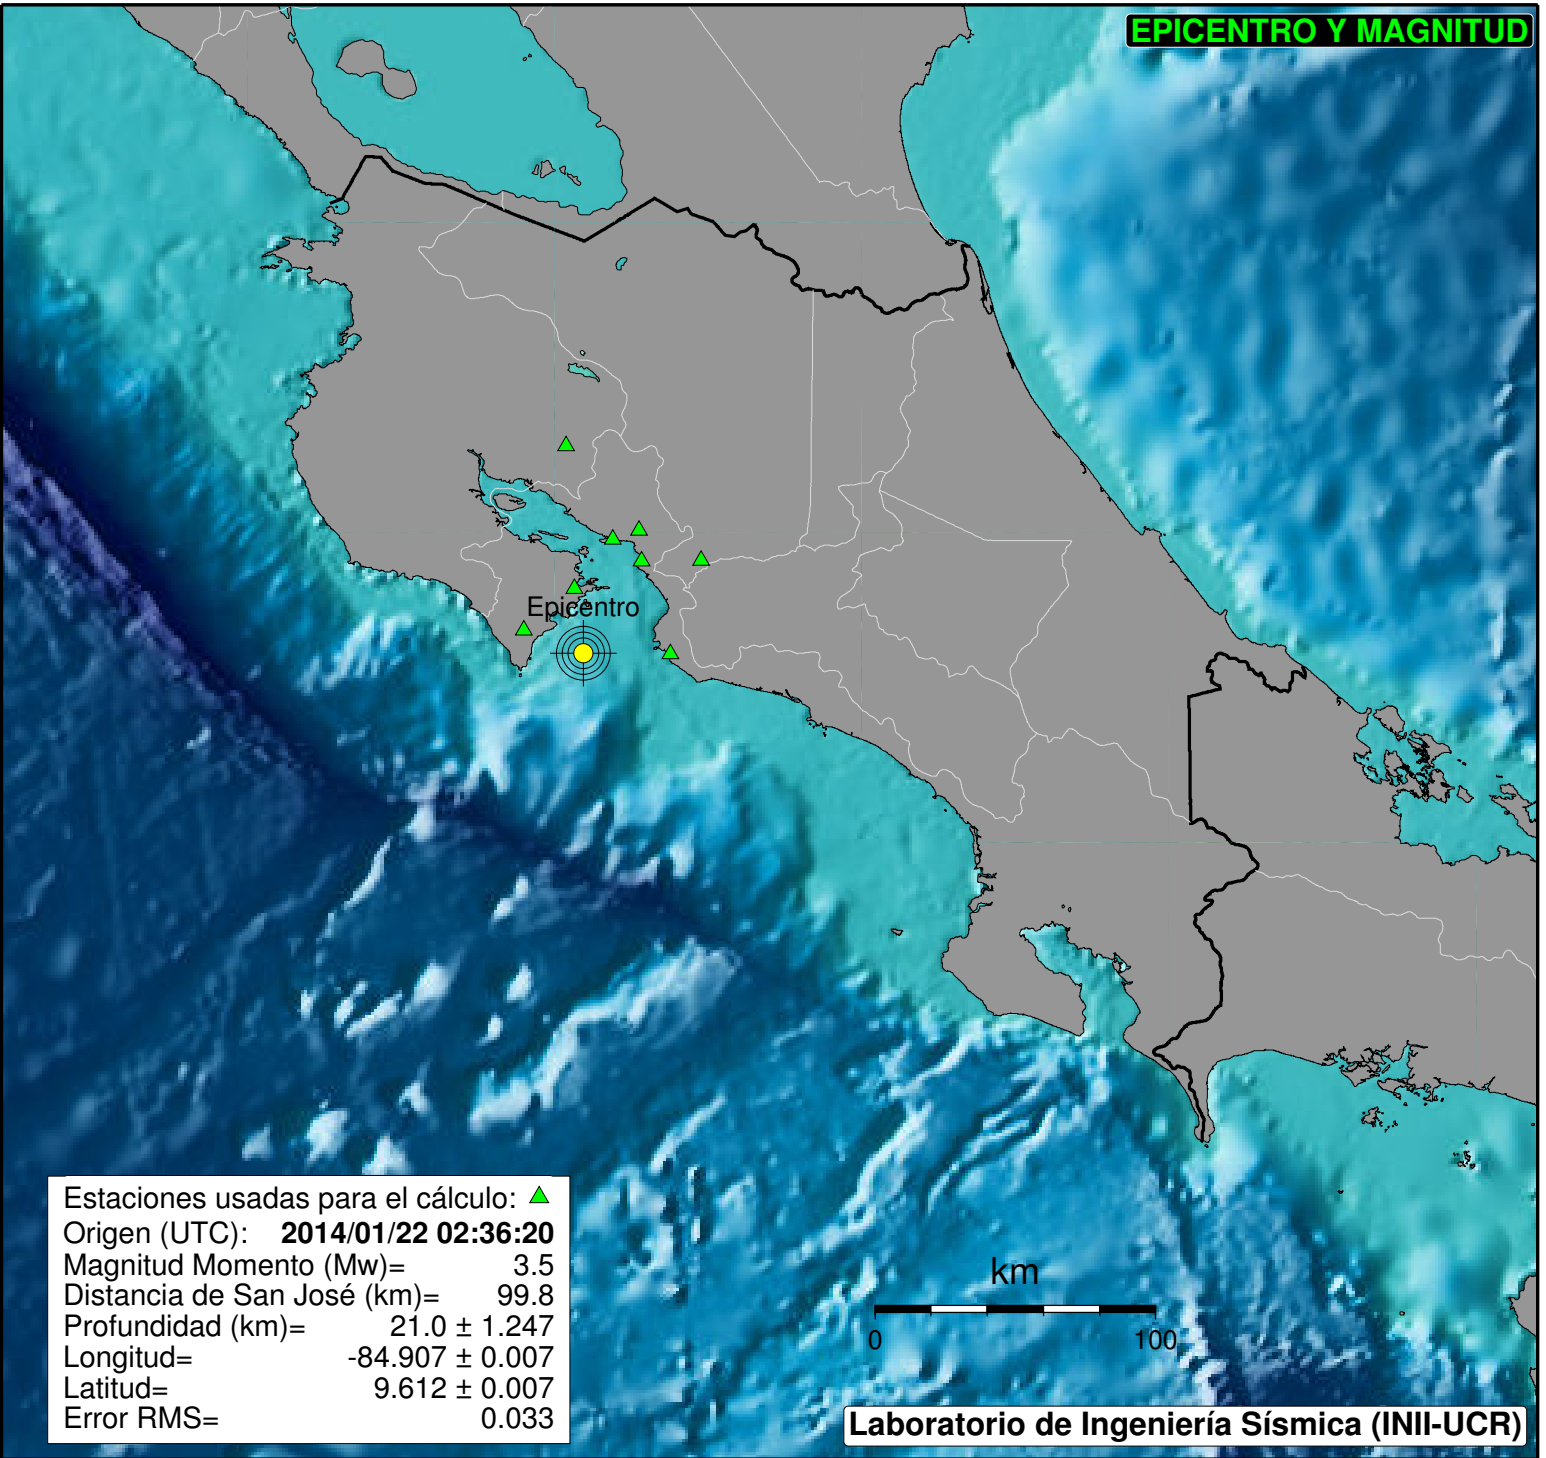 EPICENTRO Y MAGNITUD
Epicentro
Estaciones usadas para el cálculo:
Origen (UTC): 2014/01/22 02:36:20
Magnitud Momento (Mw)= 3.5
Distancia de San José (km)= 99.8
Profundidad (km)= 21.0 ± 1.247
Longitud= -84.907 ± 0.007
Latitud= 9.612 ± 0.007
Error RMS= 0.033
km
0 100
Laboratorio de Ingeniería Sísmica (INII-UCR)